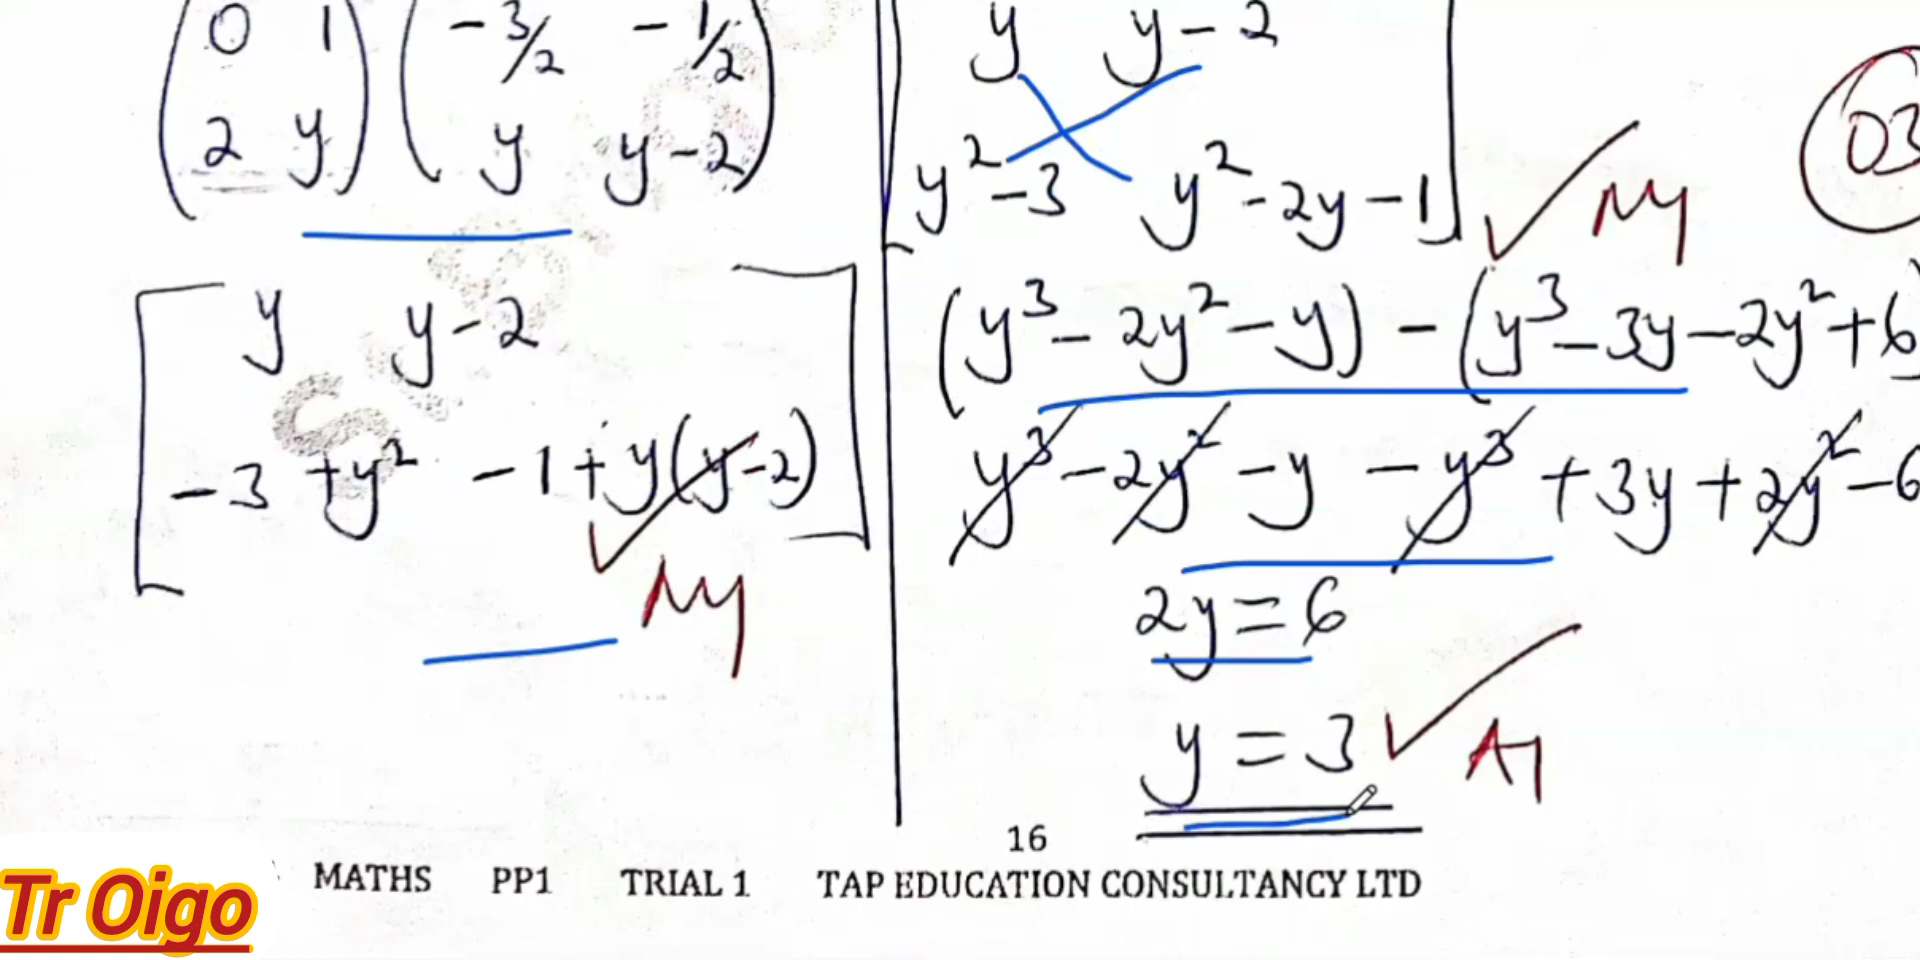 0 1 -3/2 -1/2
2 y y y-2
y y-2
-3 +y² -1+y(y-2)
M1
y y-2
y²-3 y²-2y-1
M1
03
(y³-2y²-y) - (y³-3y-2y²+6)
y³-2y²-y-y³+3y+2y²-6
2y=6
y=3
A1
16
MATHS PP1 TRIAL 1 TAP EDUCATION CONSULTANCY LTD
Tr Oigo